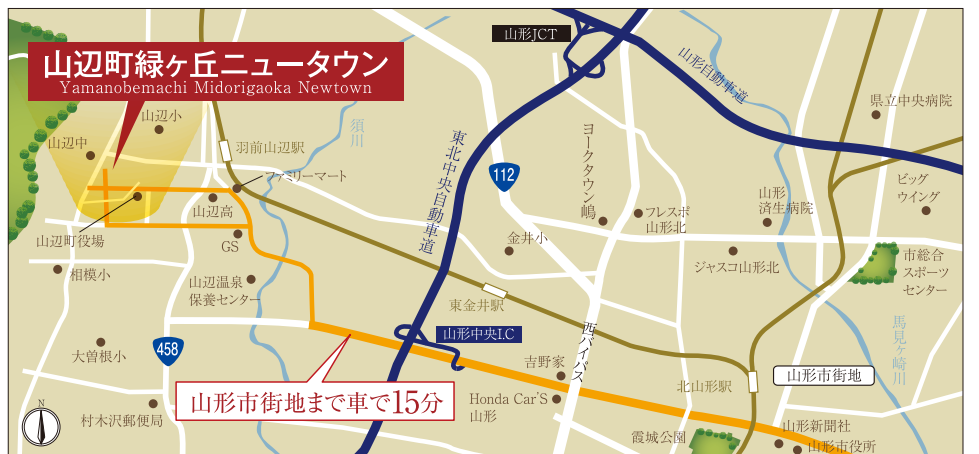 山形JCT
山形自動車道
山辺町緑ヶ丘ニュータウン
Yamanobemachi Midorigaoka Newtown
県立中央病院
山辺小
須川
山辺中
羽前山辺駅
東北中央自動車道
112
ヨークタウン嶋
ファミリーマート
ビッグ
ウイング
山形
済生病院
山辺高
フレスポ
山形北
山辺町役場
GS
金井小
ジャスコ山形北
市総合
スポーツ
センター
相模小
山辺温泉
保養センター
東金井駅
馬見ヶ崎川
山形中央I.C
西バイパス
大曽根小
458
吉野家
北山形駅
山形市街地
山形市街地まで車で15分
Honda Car'S
山形
N
村木沢郵便局
霞城公園
山形新聞社
山形市役所